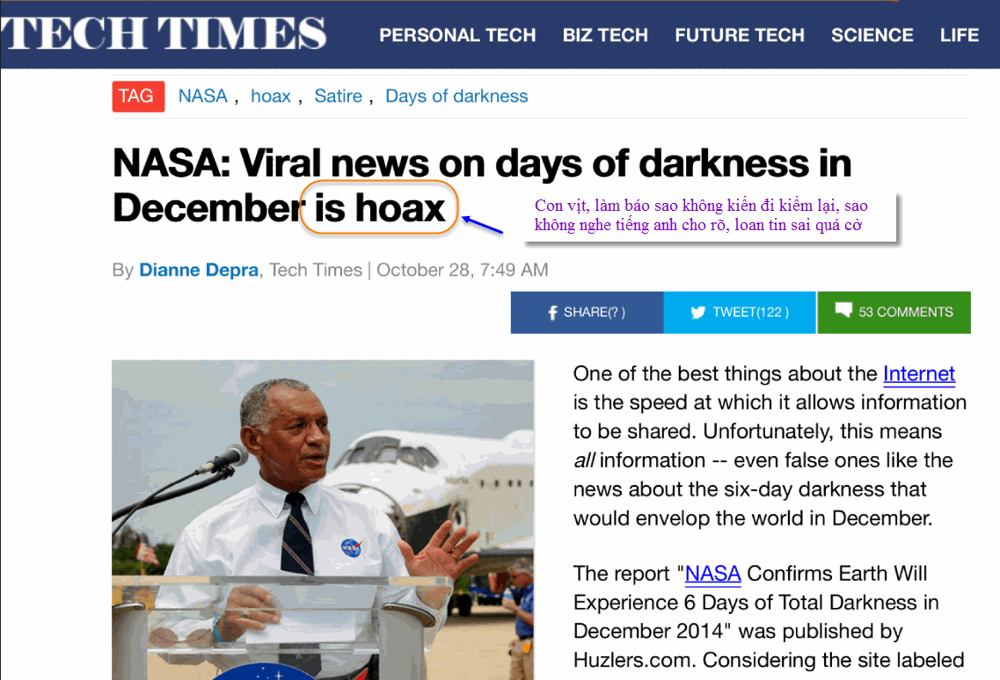 TECH TIMES PERSONAL TECH BIZ TECH FUTURE TECH SCIENCE LIFE
TAG NASA , hoax , Satire , Days of darkness
NASA: Viral news on days of darkness in
December is hoax
Con vịt, làm báo sao không kiển đi kiểm lại, sao
không nghe tiếng anh cho rõ, loan tin sai quá cở
By Dianne Depra, Tech Times | October 28, 7:49 AM
SHARE(? ) TWEET(122 ) 53 COMMENTS
One of the best things about the Internet
is the speed at which it allows information
to be shared. Unfortunately, this means
all information -- even false ones like the
news about the six-day darkness that
would envelop the world in December.
The report "NASA Confirms Earth Will
Experience 6 Days of Total Darkness in
December 2014" was published by
Huzlers.com. Considering the site labeled
NASA